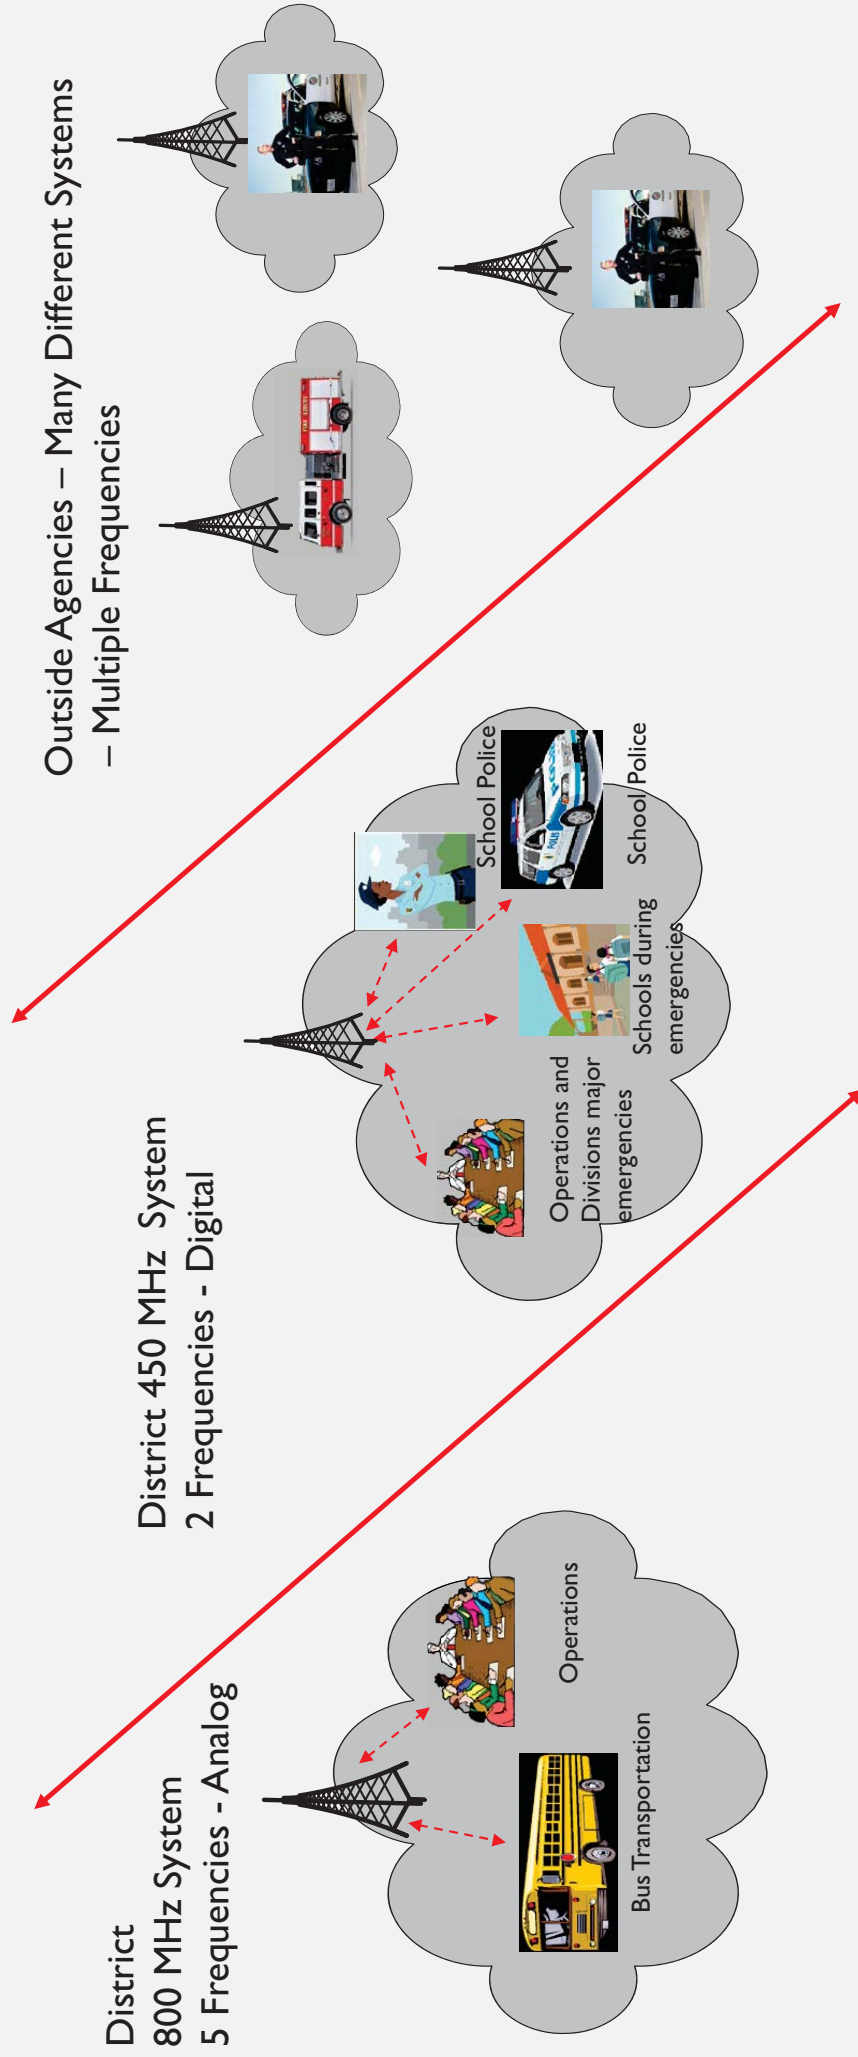 District
800 MHz System
5 Frequencies - Analog
Operations
Bus Transportation
District 450 MHz System
2 Frequencies - Digital
School Police
School Police
Schools during
emergencies
Operations and
Divisions major
emergencies
POLIS
Outside Agencies – Many Different Systems
– Multiple Frequencies